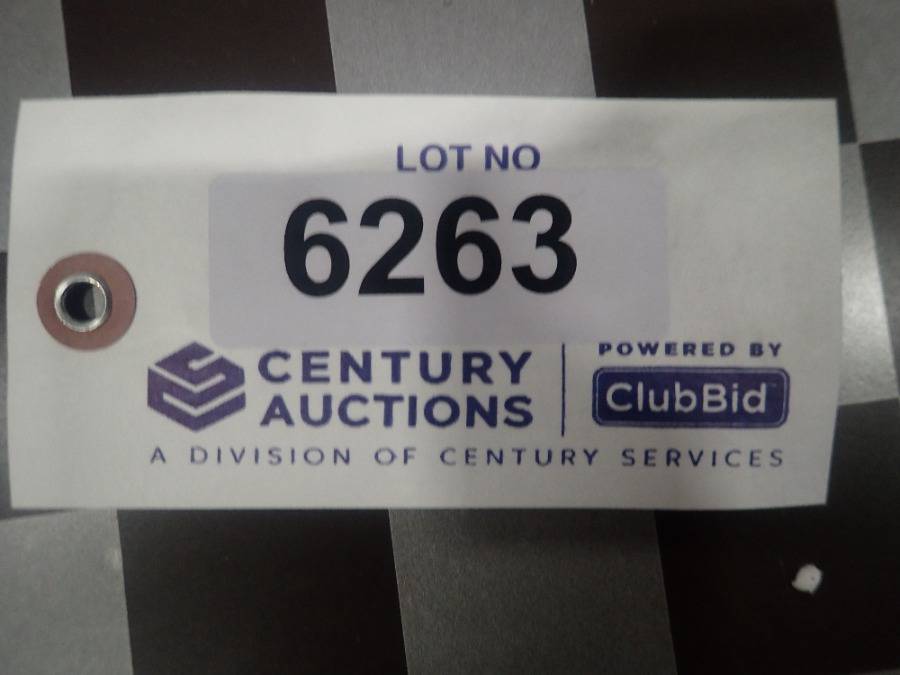 LOT NO
6263
CENTURY
AUCTIONS
POWERED BY
ClubBid
A DIVISION OF CENTURY SERVICES